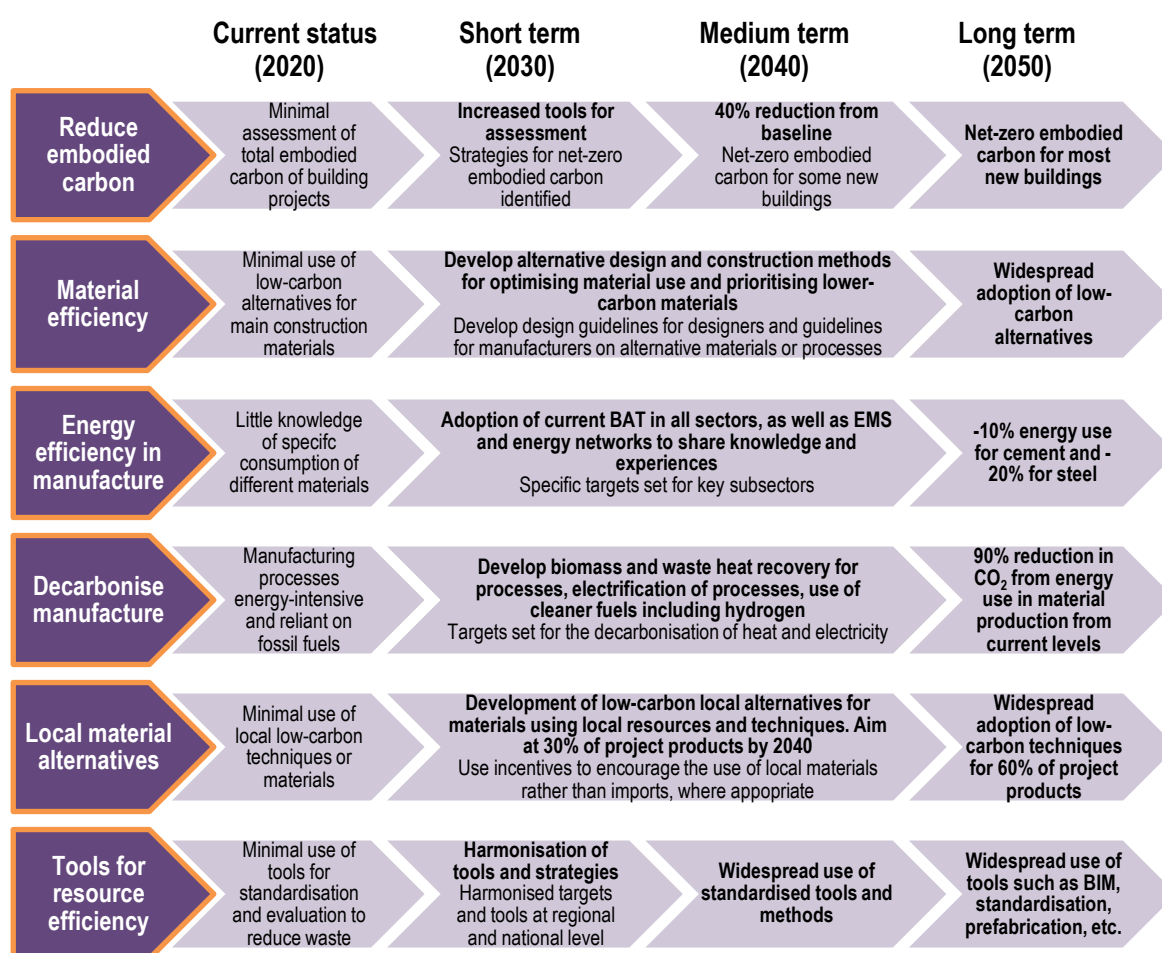 Current status
(2020)
Short term
(2030)
Medium term
(2040)
Long term
(2050)
Reduce
embodied
carbon
Minimal
assessment of
total embodied
carbon of building
projects
Increased tools for
assessment
Strategies for net-zero
embodied carbon
identified
40% reduction from
baseline
Net-zero embodied
carbon for some new
buildings
Net-zero embodied
carbon for most
new buildings
Material
efficiency
Minimal use of
low-carbon
alternatives for
main construction
materials
Develop alternative design and construction methods
for optimising material use and prioritising lower-
carbon materials
Develop design guidelines for designers and guidelines
for manufacturers on alternative materials or processes
Widespread
adoption of low-
carbon
alternatives
Energy
efficiency in
manufacture
Little knowledge
of specifc
consumption of
different materials
Adoption of current BAT in all sectors, as well as EMS
and energy networks to share knowledge and
experiences
Specific targets set for key subsectors
-10% energy use
for cement and -
20% for steel
Decarbonise
manufacture
Manufacturing
processes
energy-intensive
and reliant on
fossil fuels
Develop biomass and waste heat recovery for
processes, electrification of processes, use of
cleaner fuels including hydrogen
Targets set for the decarbonisation of heat and electricity
90% reduction in
CO₂ from energy
use in material
production from
current levels
Local material
alternatives
Minimal use of
local low-carbon
techniques or
materials
Development of low-carbon local alternatives for
materials using local resources and techniques. Aim
at 30% of project products by 2040
Use incentives to encourage the use of local materials
rather than imports, where appopriate
Widespread
adoption of low-
carbon techniques
for 60% of project
products
Tools for
resource
efficiency
Minimal use of
tools for
standardisation
and evaluation to
reduce waste
Harmonisation of
tools and strategies
Harmonised targets
and tools at regional
and national level
Widespread use of
standardised tools and
methods
Widespread use of
tools such as BIM,
standardisation,
prefabrication, etc.